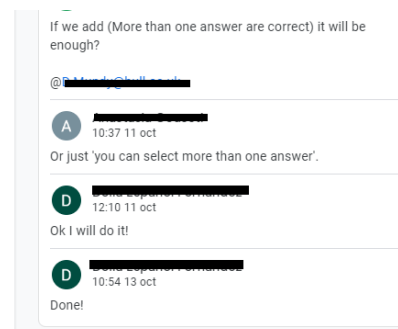 If we add (More than one answer are correct) it will be
enough?
@
A
10:37 11 oct
Or just 'you can select more than one answer'.
D
12:10 11 oct
Ok I will do it!
D
10:54 13 oct
Done!